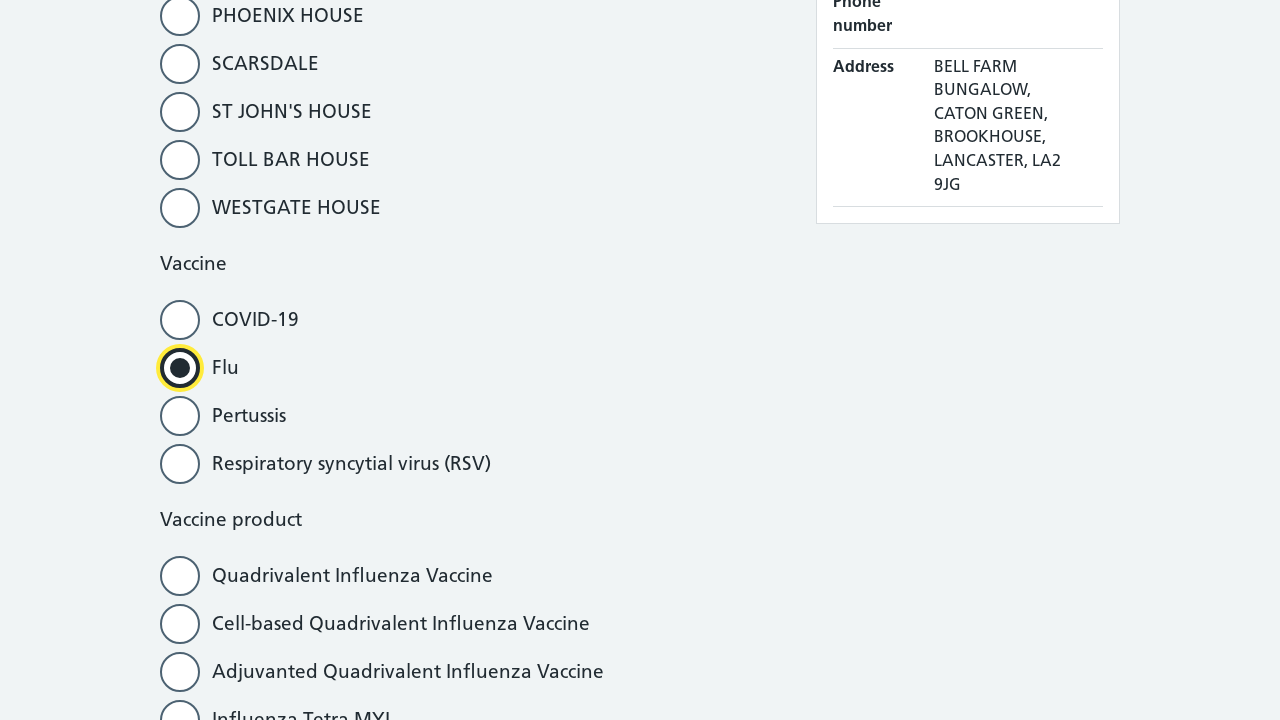 PHOENIX HOUSE
SCARSDALE
ST JOHN'S HOUSE
TOLL BAR HOUSE
WESTGATE HOUSE
Vaccine
COVID-19
Flu
Pertussis
Respiratory syncytial virus (RSV)
Vaccine product
Quadrivalent Influenza Vaccine
Cell-based Quadrivalent Influenza Vaccine
Adjuvanted Quadrivalent Influenza Vaccine
Influenza Tetra MYL
Phone
number
Address
BELL FARM
BUNGALOW,
CATON GREEN,
BROOKHOUSE,
LANCASTER, LA2
9JG